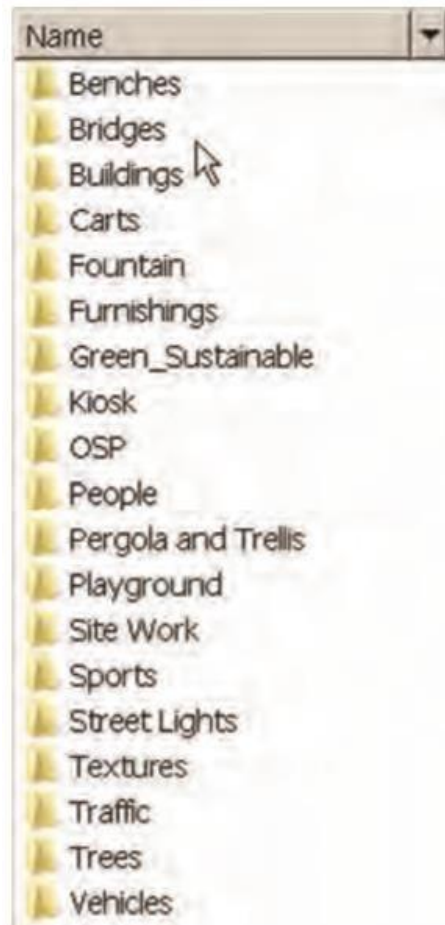 Name
Benches
Bridges
Buildings
Carts
Fountain
Furnishings
Green_Sustainable
Kiosk
OSP
People
Pergola and Trellis
Playground
Site Work
Sports
Street Lights
Textures
Traffic
Trees
Vehicles